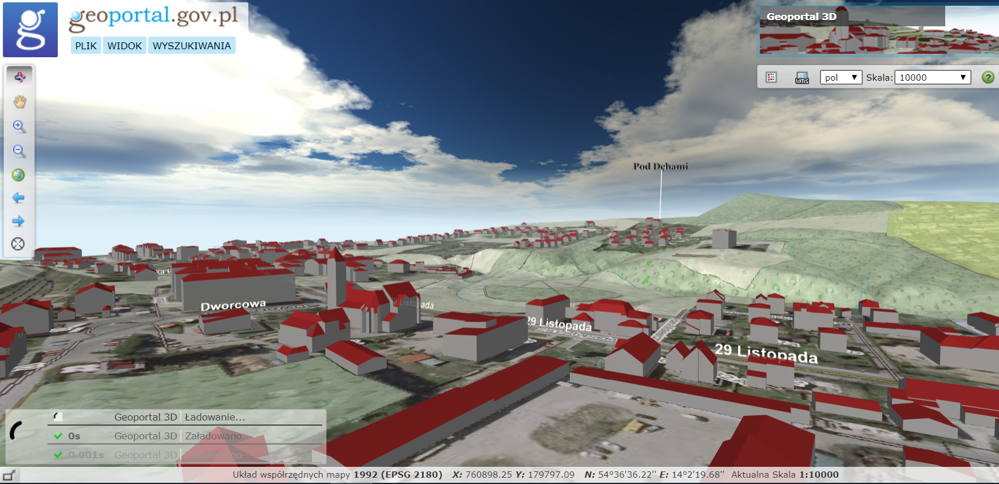 geoportal.gov.pl
PLIK WIDOK WYSZUKIWANIA
Geoportal 3D
pol Skala: 10000
Pod Dębami
Dworcowa
29 Listopada
29 Listopada
29 Listopada
Geoportal 3D Ładowanie...
0s Geoportal 3D Załadowano
0.001s Geoportal 3D Załadowano
Układ współrzędnych mapy 1992 (EPSG 2180) X: 760898.25 Y: 179797.09 N: 54°36'36.22'' E: 14°2'19.68'' Aktualna Skala 1:10000